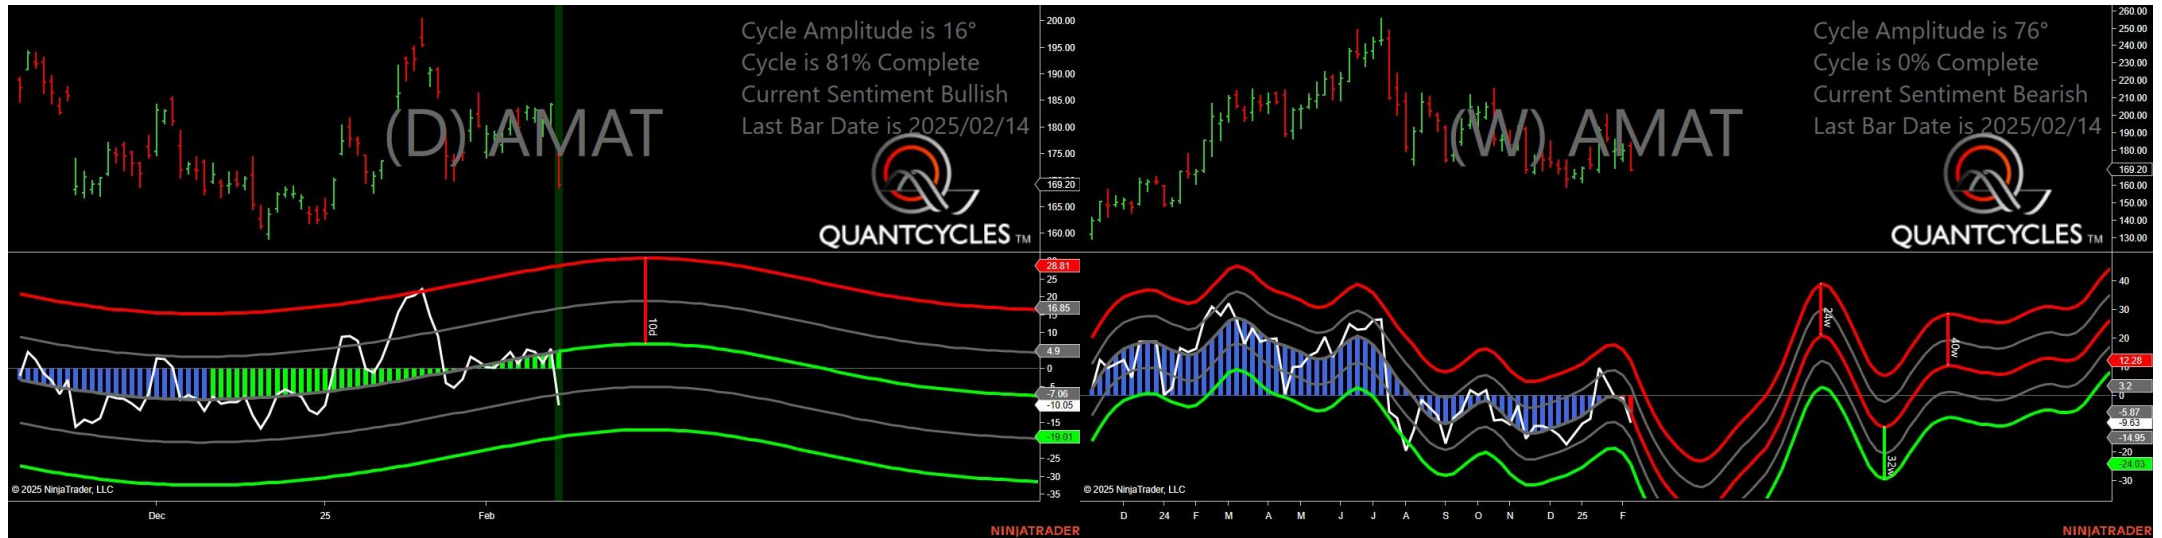 Cycle Amplitude is 16°
Cycle is 81% Complete
Current Sentiment Bullish
Last Bar Date is 2025/02/14
(D) AMAT
QUANTCYCLES TM
200.00
195.00
190.00
185.00
180.00
175.00
169.20
165.00
160.00
28.81
25
20
16.85
15
10
4.9
0
-5
-7.06
-10.05
-15
-19.01
-25
-30
-35
10d
© 2025 NinjaTrader, LLC
Dec
25
Feb
NINJATRADER
Cycle Amplitude is 76°
Cycle is 0% Complete
Current Sentiment Bearish
Last Bar Date is 2025/02/14
(W) AMAT
QUANTCYCLES TM
260.00
250.00
240.00
230.00
220.00
210.00
200.00
190.00
180.00
169.20
160.00
150.00
140.00
130.00
40
30
20
12.28
10
3.2
0
-5.87
-9.63
-14.95
-20
-24.03
-30
24w
40w
32w
© 2025 NinjaTrader, LLC
D
24
F
M
A
M
J
J
A
S
O
N
D
25
F
NINJATRADER